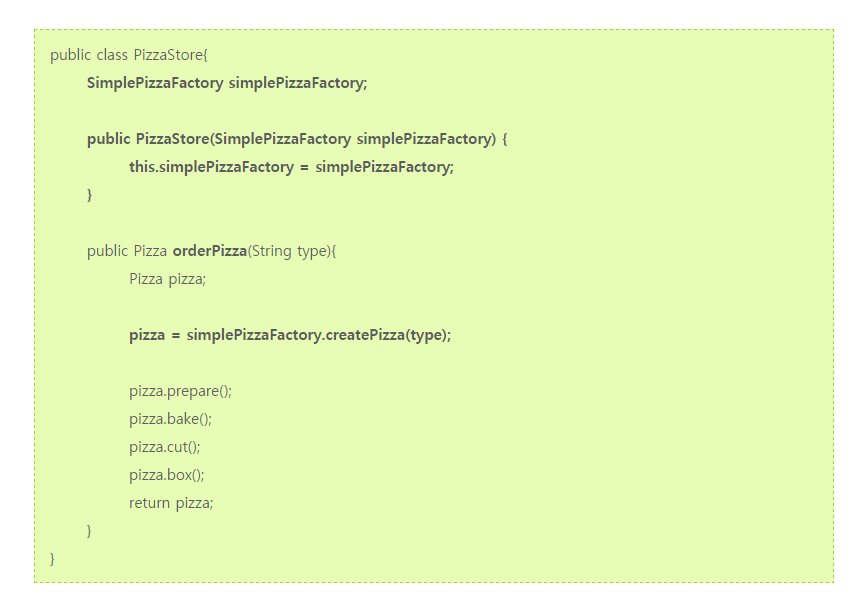 public class PizzaStore{
SimplePizzaFactory simplePizzaFactory;
public PizzaStore(SimplePizzaFactory simplePizzaFactory) {
this.simplePizzaFactory = simplePizzaFactory;
}
public Pizza orderPizza(String type){
Pizza pizza;
pizza = simplePizzaFactory.createPizza(type);
pizza.prepare();
pizza.bake();
pizza.cut();
pizza.box();
return pizza;
}
}